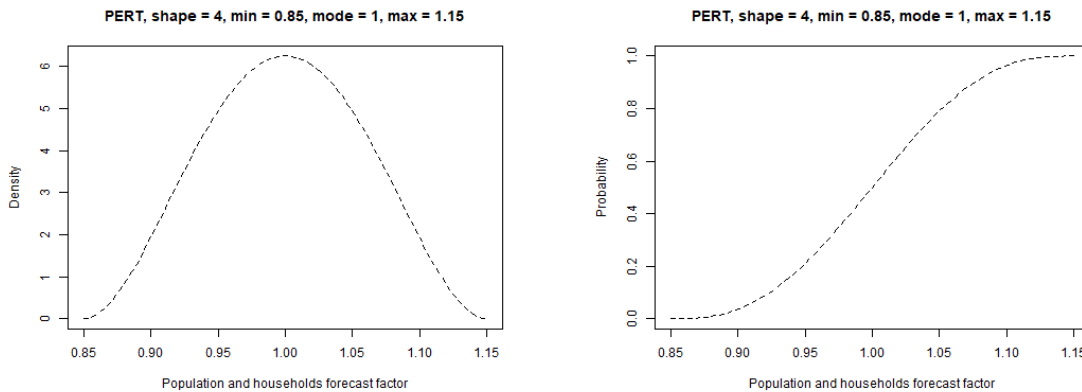 PERT, shape = 4, min = 0.85, mode = 1, max = 1.15
Density
6
5
4
3
2
1
0
0.85 0.90 0.95 1.00 1.05 1.10 1.15
Population and households forecast factor
PERT, shape = 4, min = 0.85, mode = 1, max = 1.15
Probability
1.0
0.8
0.6
0.4
0.2
0.0
0.85 0.90 0.95 1.00 1.05 1.10 1.15
Population and households forecast factor